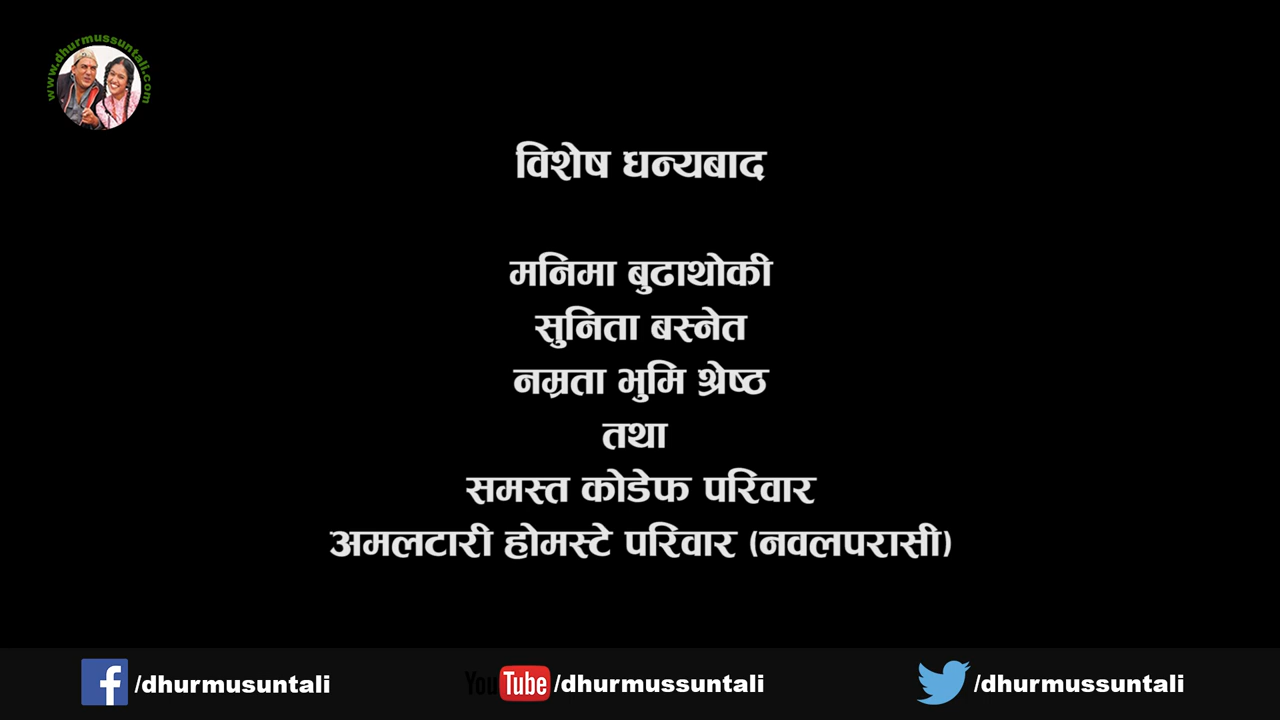 www.dhurmussuntali.com
विशेष धन्यबाद
मनिमा बुढाथोकी
सुनिता बस्नेत
नम्रता भुमि श्रेष्ठ
तथा
समस्त कोडेफ परिवार
अमलटारी होमस्टे परिवार (नवलपरासी)
/dhurmusuntali
YouTube /dhurmussuntali
/dhurmussuntali